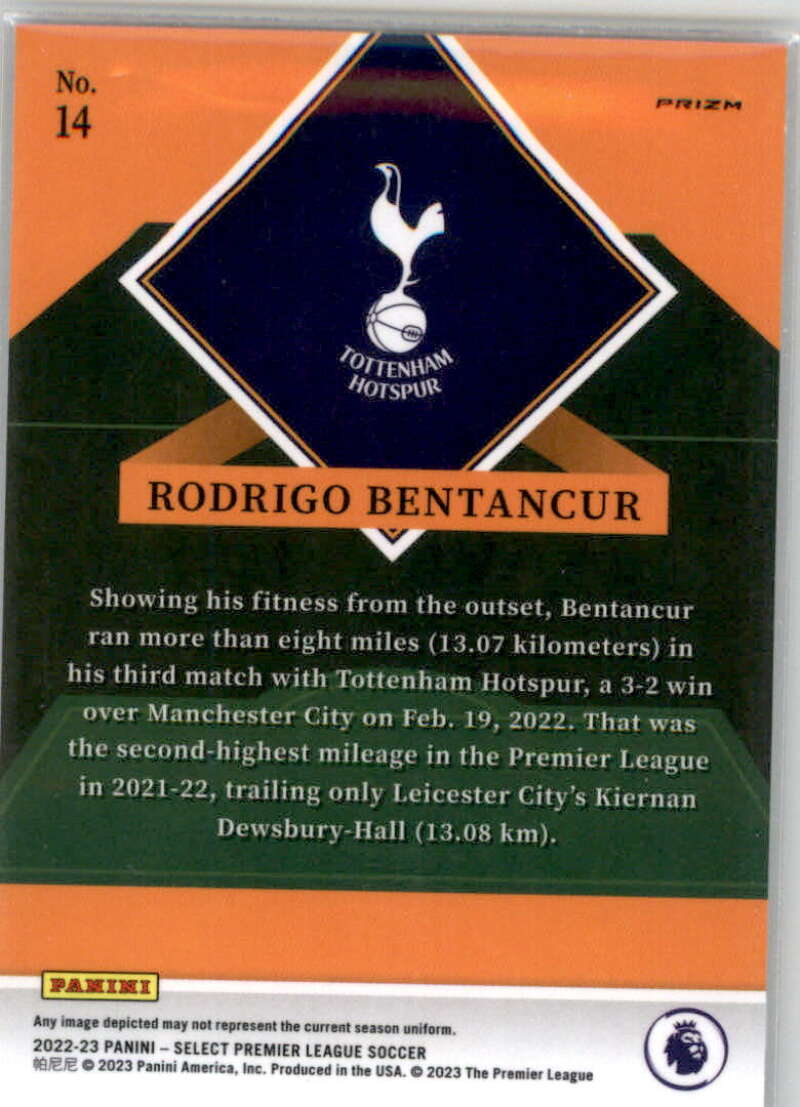 No.
14
PRIZM
TOTTENHAM
HOTSPUR
RODRIGO BENTANCUR
Showing his fitness from the outset, Bentancur
ran more than eight miles (13.07 kilometers) in
his third match with Tottenham Hotspur, a 3-2 win
over Manchester City on Feb. 19, 2022. That was
the second-highest mileage in the Premier League
in 2021-22, trailing only Leicester City's Kiernan
Dewsbury-Hall (13.08 km).
PANINI
Any image depicted may not represent the current season uniform.
2022-23 PANINI – SELECT PREMIER LEAGUE SOCCER
帕尼尼 © 2023 Panini America, Inc. Produced in the USA. © 2023 The Premier League